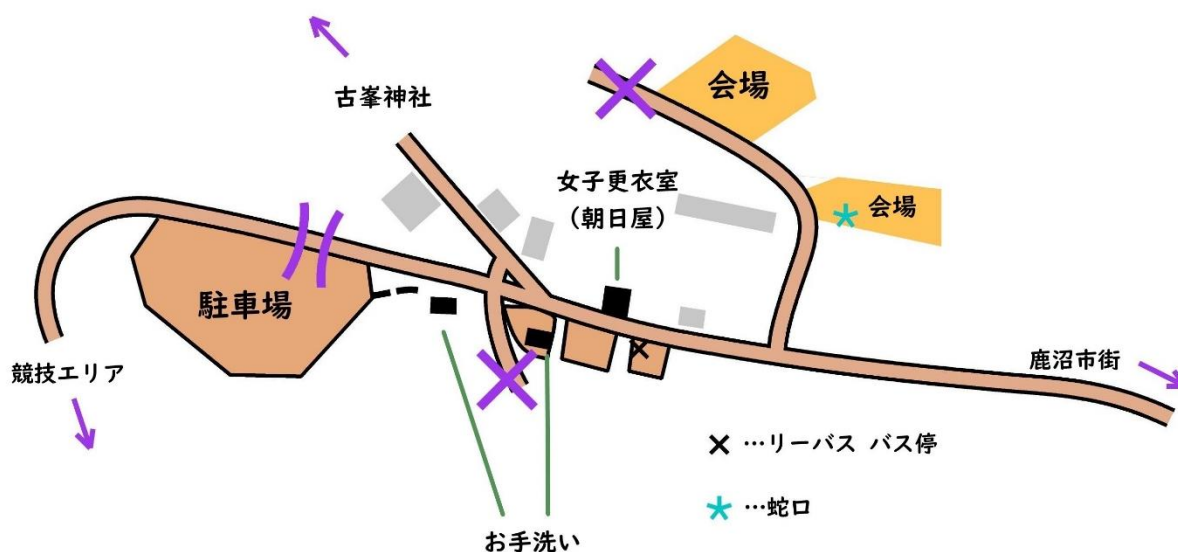 会場
古峯神社
女子更衣室
(朝日屋)
会場
駐車場
競技エリア
鹿沼市街
×…リーバス バス停
*…蛇口
お手洗い